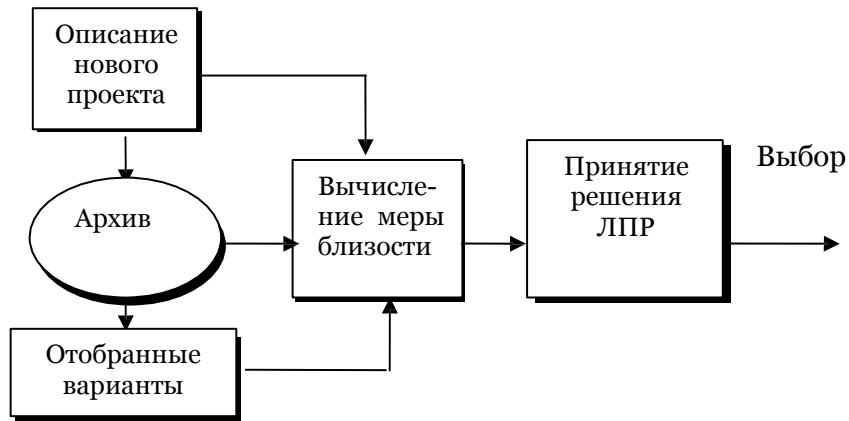 Описание
нового
проекта
Архив
Отобранные
варианты
Вычисле-
ние меры
близости
Принятие
решения
ЛПР
Выбор